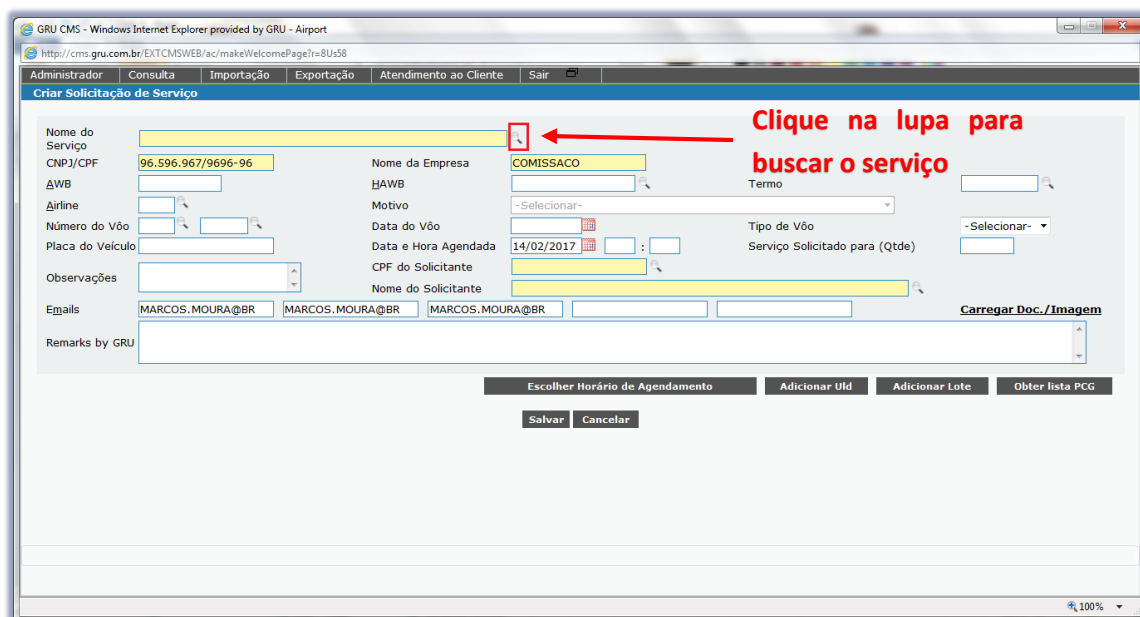 GRU CMS - Windows Internet Explorer provided by GRU - Airport
http://cms.gru.com.br/EXTCMSWEB/ac/makeWelcomePage?r=8Us58
Administrador Consulta Importação Exportação Atendimento ao Cliente Sair
Criar Solicitação de Serviço
Clique na lupa para
buscar o serviço
Nome do
Serviço
CNPJ/CPF 96.596.967/9696-96 Nome da Empresa COMISSACO
AWB HAWB Termo
Airline Motivo -Selecionar-
Número do Vôo Data do Vôo Tipo de Vôo -Selecionar-
Placa do Veículo Data e Hora Agendada 14/02/2017 : Serviço Solicitado para (Qtde)
Observações CPF do Solicitante
Nome do Solicitante
Emails MARCOS.MOURA@BR MARCOS.MOURA@BR MARCOS.MOURA@BR Carregar Doc./Imagem
Remarks by GRU
Escolher Horário de Agendamento Adicionar Uld Adicionar Lote Obter lista PCG
Salvar Cancelar
100%